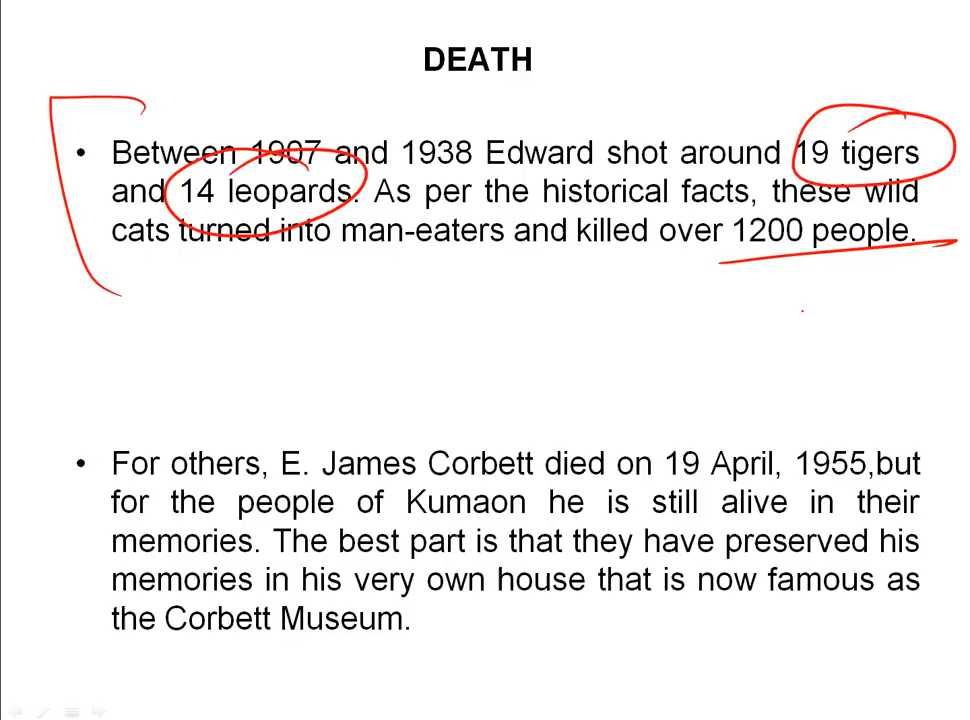 DEATH
• Between 1907 and 1938 Edward shot around 19 tigers
and 14 leopards. As per the historical facts, these wild
cats turned into man-eaters and killed over 1200 people.
• For others, E. James Corbett died on 19 April, 1955,but
for the people of Kumaon he is still alive in their
memories. The best part is that they have preserved his
memories in his very own house that is now famous as
the Corbett Museum.